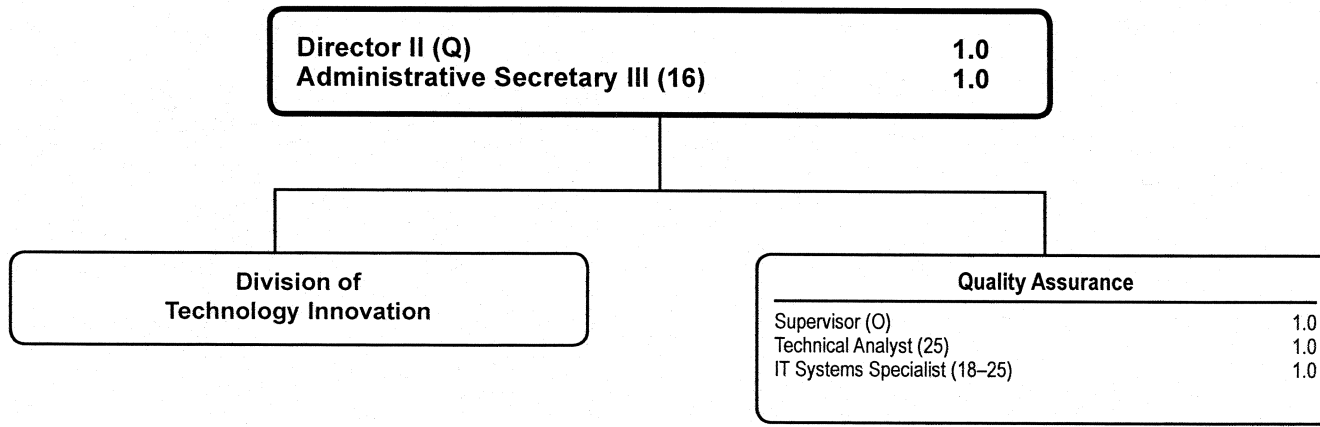 Director II (Q) 1.0
Administrative Secretary III (16) 1.0
Division of
Technology Innovation
Quality Assurance
Supervisor (O) 1.0
Technical Analyst (25) 1.0
IT Systems Specialist (18–25) 1.0